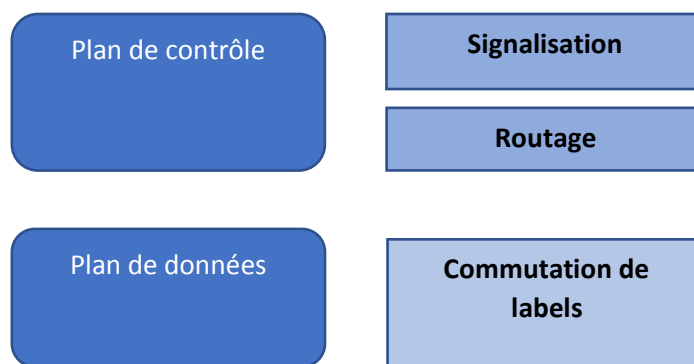 Plan de contrôle
Signalisation
Routage
Plan de données
Commutation de
labels